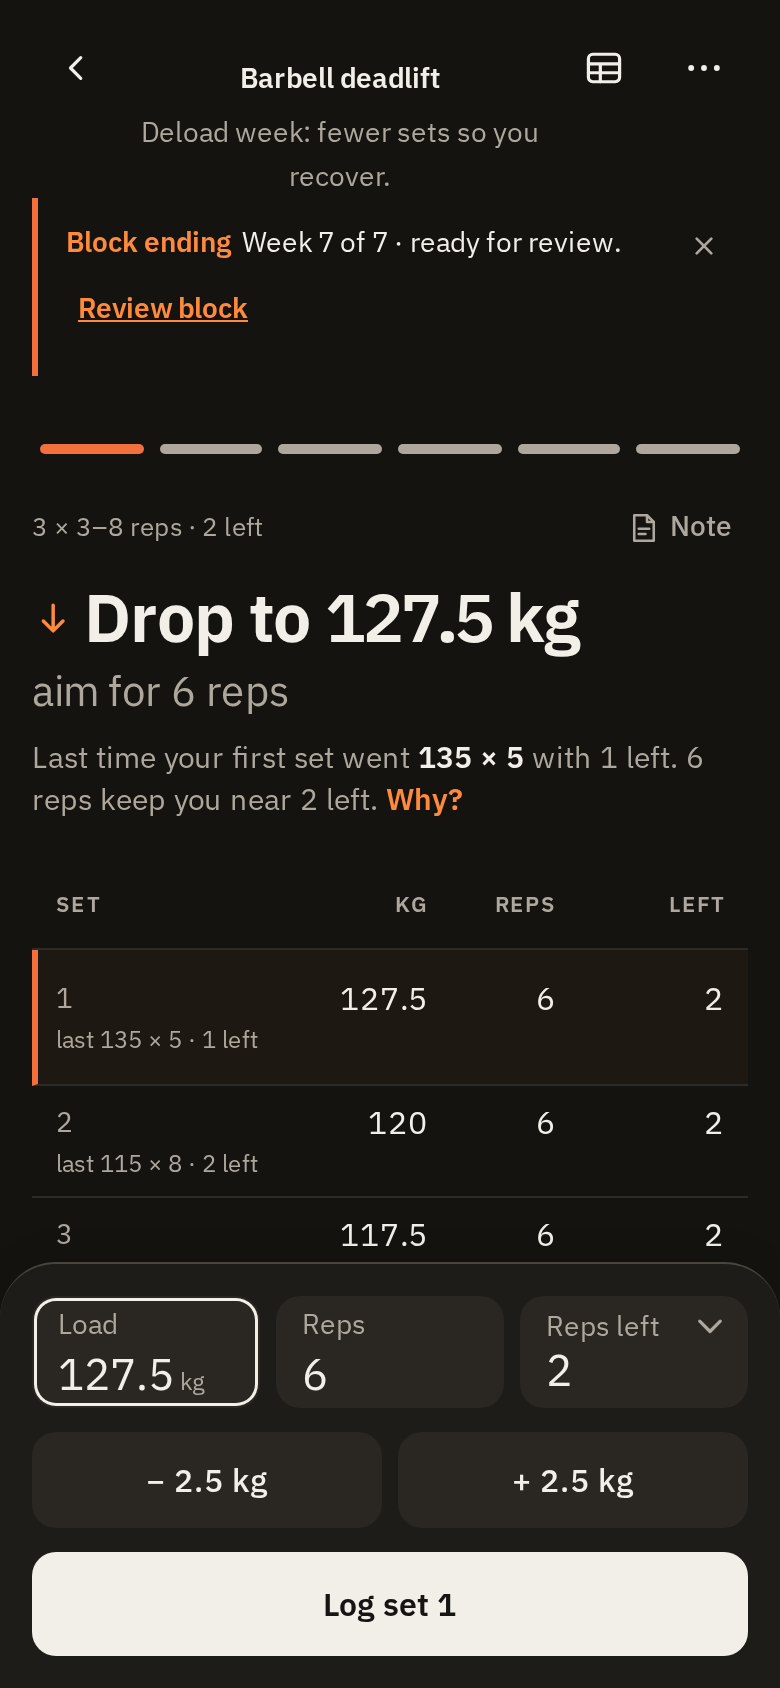 Barbell deadlift
Deload week: fewer sets so you
recover.
Block ending Week 7 of 7 · ready for review.
Review block
3 × 3–8 reps · 2 left
Note
↓ Drop to 127.5 kg
aim for 6 reps
Last time your first set went 135 × 5 with 1 left. 6
reps keep you near 2 left. Why?
SET KG REPS LEFT
1 127.5 6 2
last 135 × 5 · 1 left
2 120 6 2
last 115 × 8 · 2 left
3 117.5 6 2
Load Reps Reps left
127.5 kg 6 2
– 2.5 kg + 2.5 kg
Log set 1